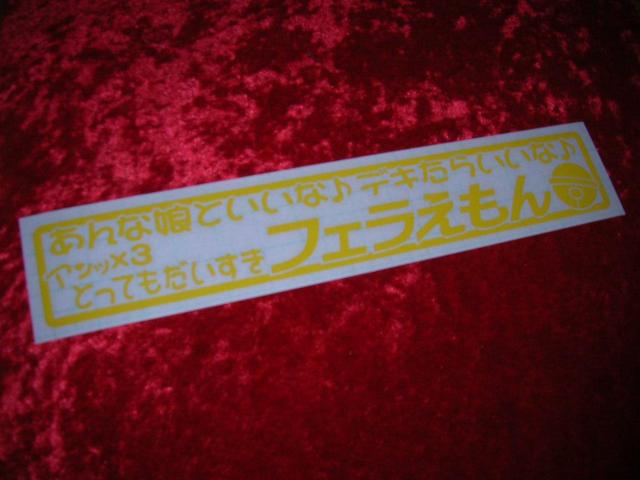 あんな娘といいな♪デキたらいいな♪
アンッ×3
とってもだいすき フェラえもん